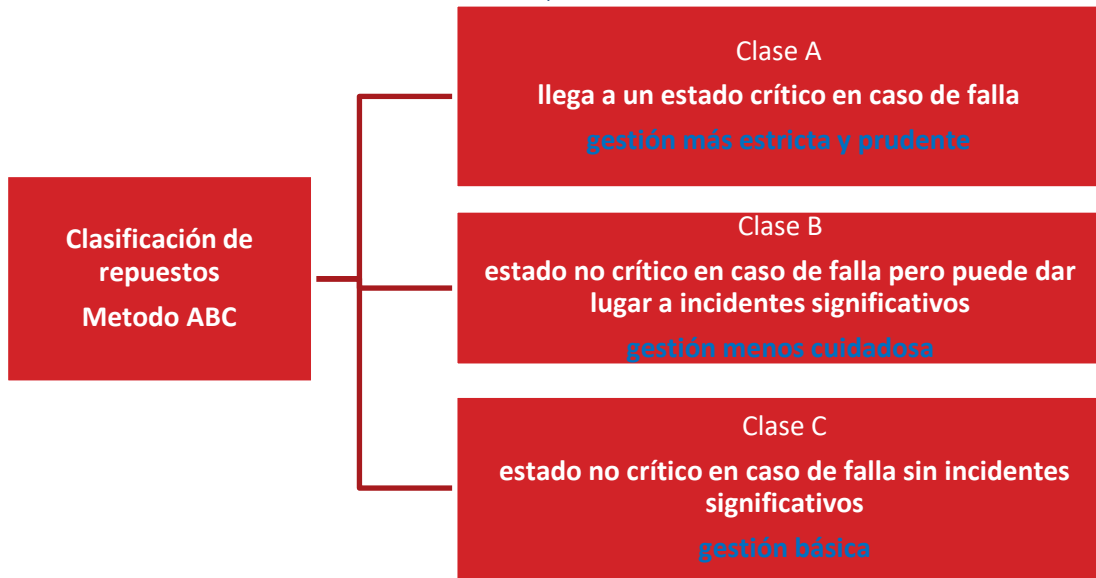 Clasificación de
repuestos
Metodo ABC
Clase A
llega a un estado crítico en caso de falla
gestión más estricta y prudente
Clase B
estado no crítico en caso de falla pero puede dar
lugar a incidentes significativos
gestión menos cuidadosa
Clase C
estado no crítico en caso de falla sin incidentes
significativos
gestión básica